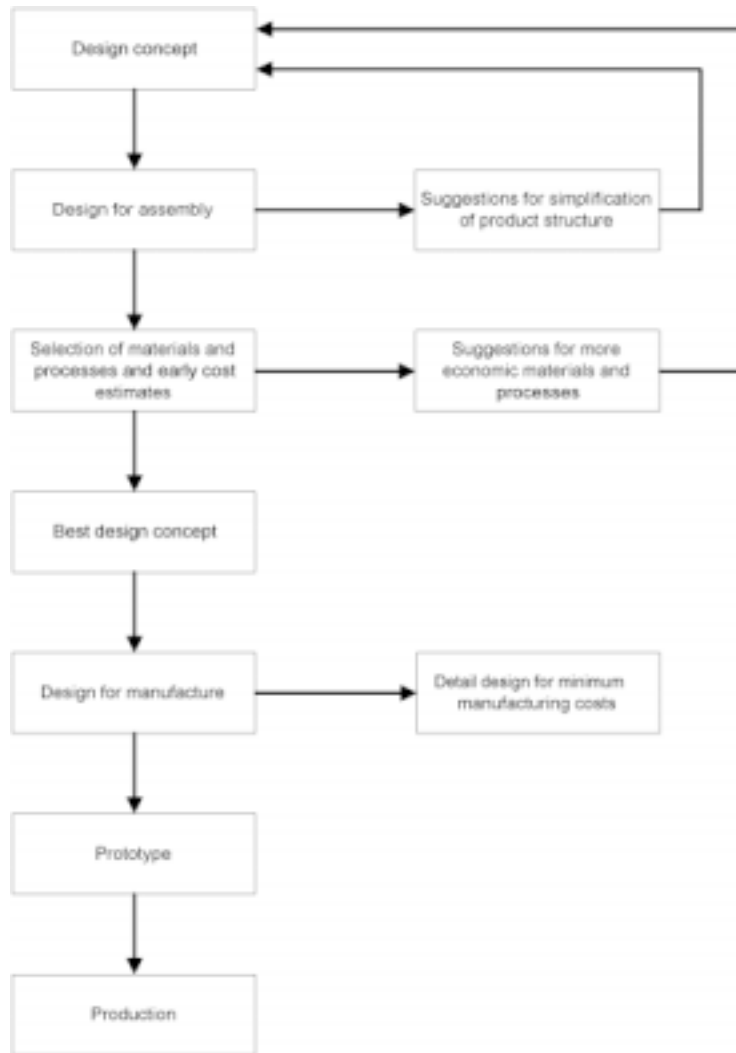 Design concept
Design for assembly
Suggestions for simplification
of product structure
Selection of materials and
processes and early cost
estimates
Suggestions for more
economic materials and
processes
Best design concept
Design for manufacture
Detail design for minimum
manufacturing costs
Prototype
Production